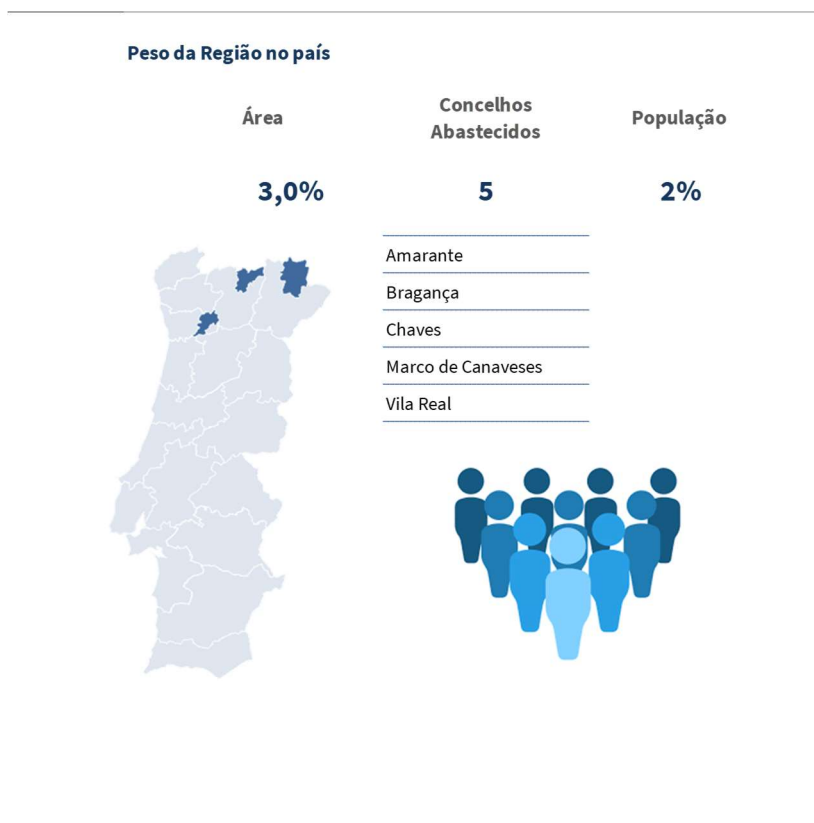 Peso da Região no país
Área
Concelhos
Abastecidos
População
3,0%
5
2%
Amarante
Bragança
Chaves
Marco de Canaveses
Vila Real